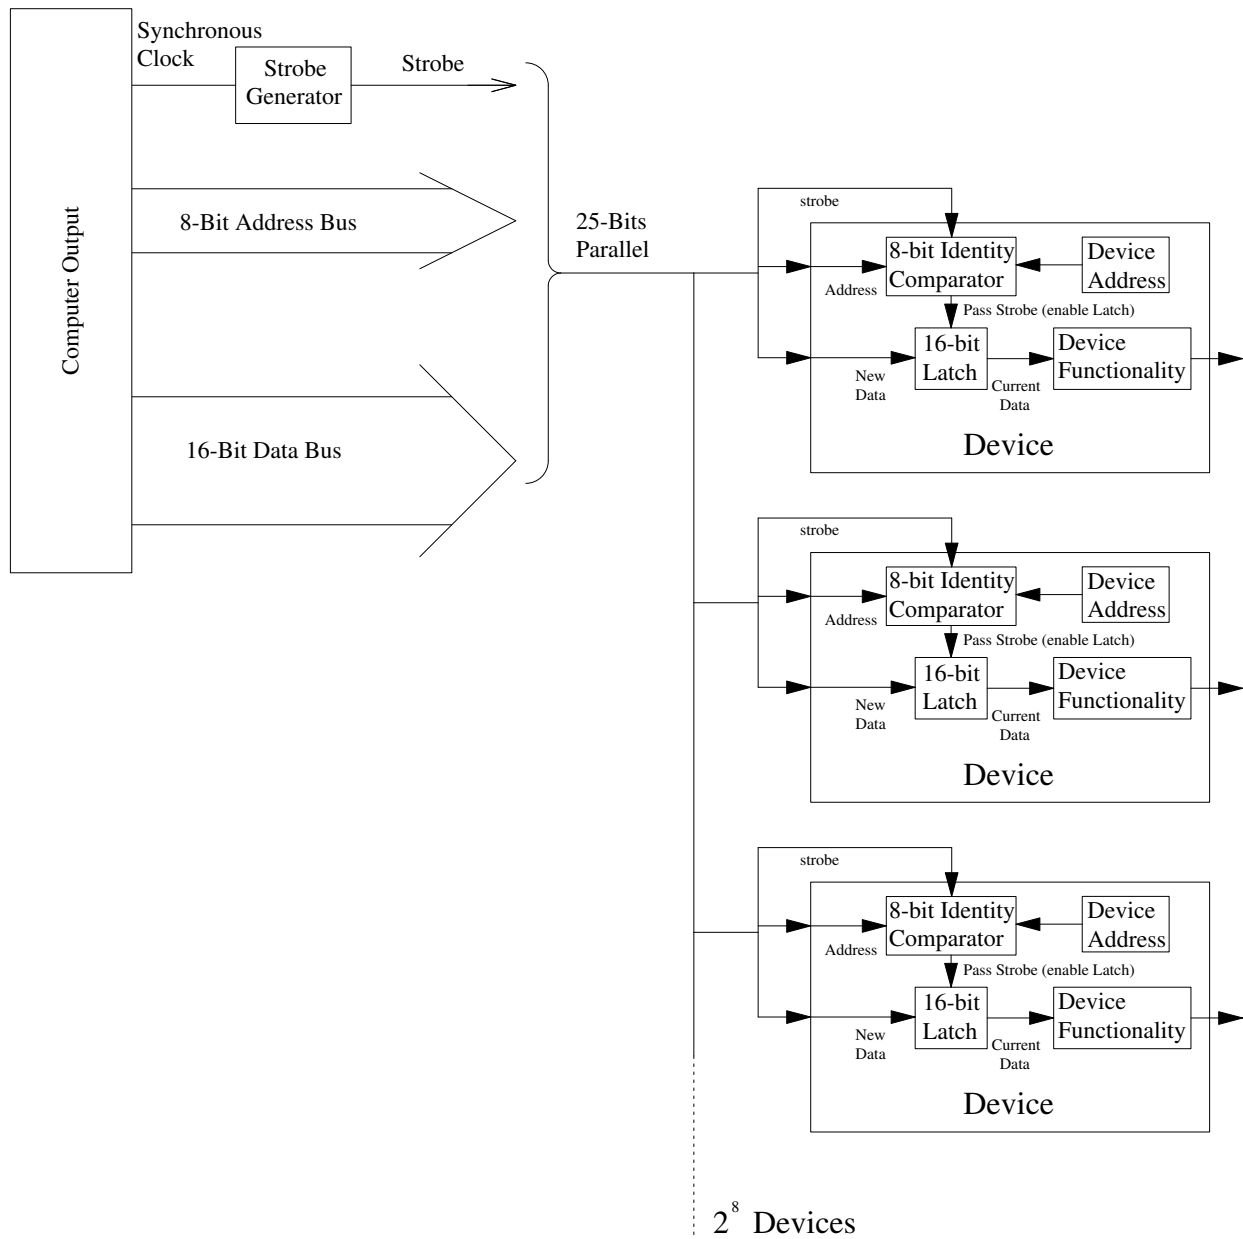 Synchronous
Clock
Strobe
Generator
Strobe
Computer Output
8-Bit Address Bus
16-Bit Data Bus
25-Bits
Parallel
strobe
8-bit Identity
Comparator
Device
Address
Address
Pass Strobe (enable Latch)
16-bit
Latch
Device
Functionality
New
Data
Current
Data
Device
strobe
8-bit Identity
Comparator
Device
Address
Address
Pass Strobe (enable Latch)
16-bit
Latch
Device
Functionality
New
Data
Current
Data
Device
strobe
8-bit Identity
Comparator
Device
Address
Address
Pass Strobe (enable Latch)
16-bit
Latch
Device
Functionality
New
Data
Current
Data
Device
2⁸ Devices